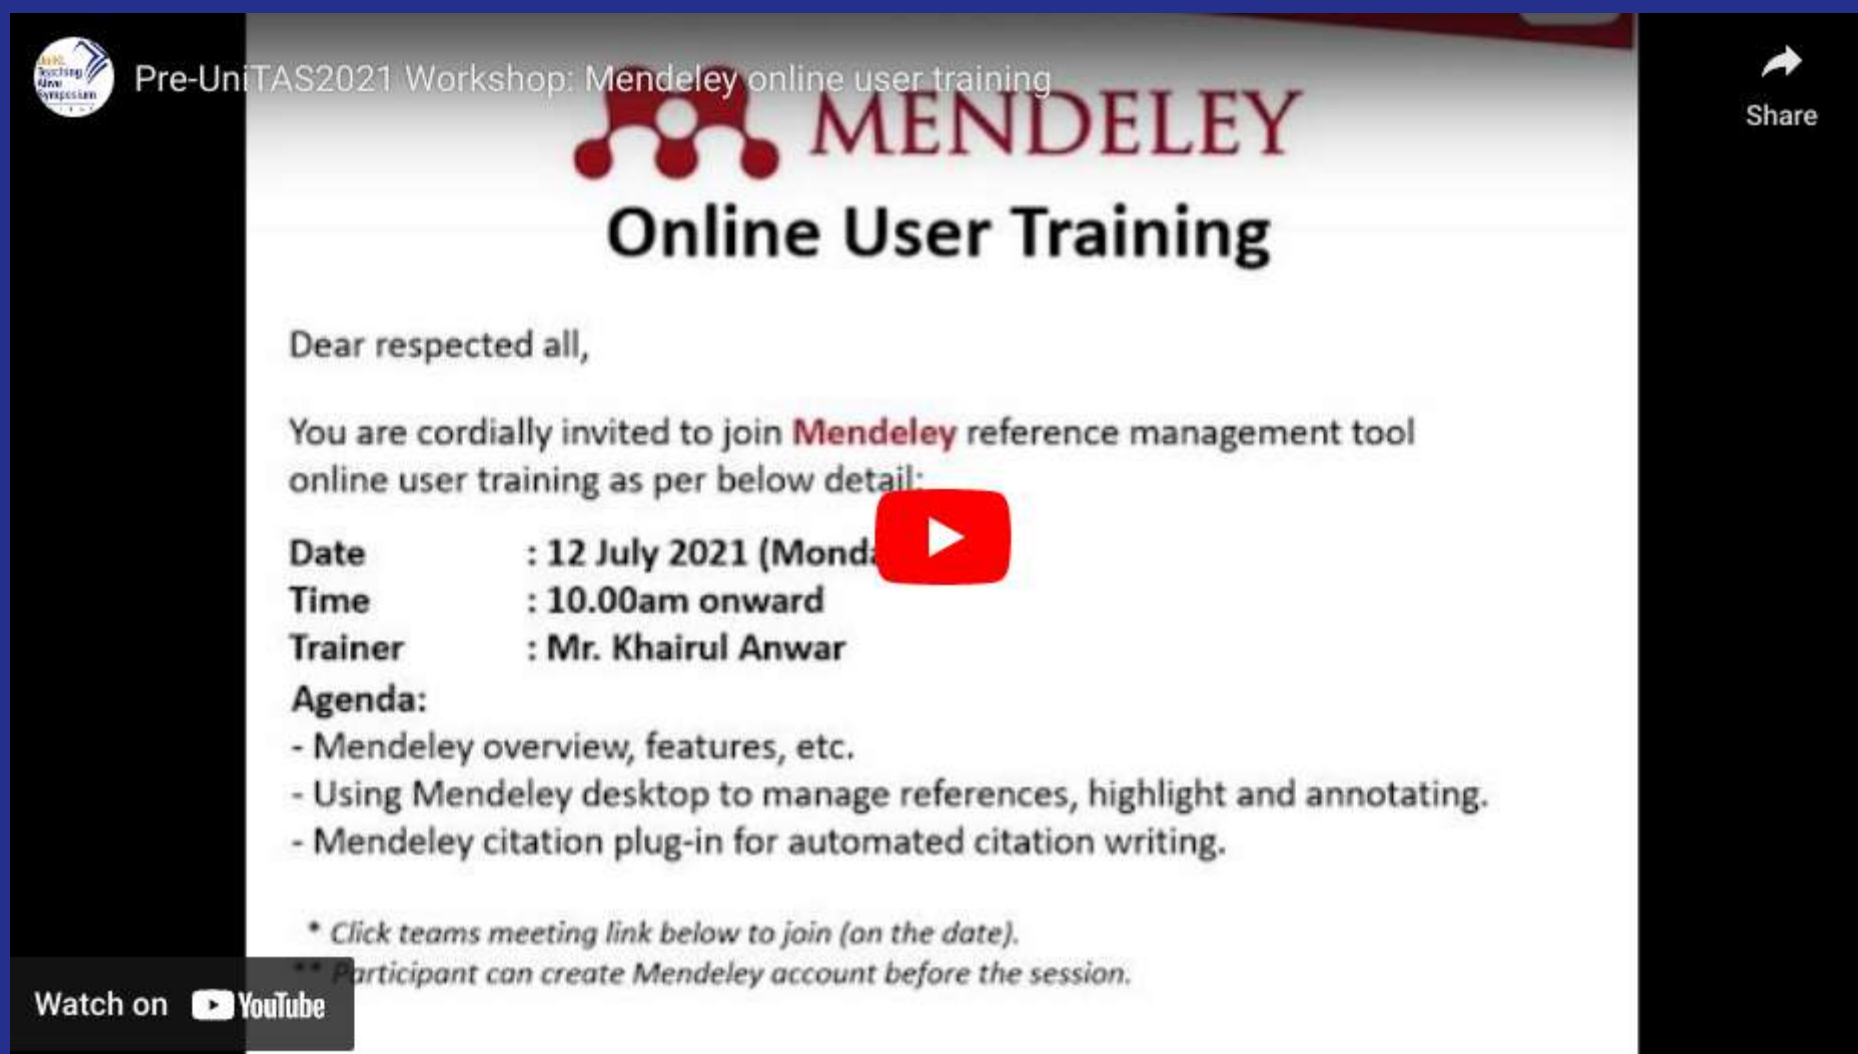 Pre-UniTAS2021 Workshop: Mendeley online user training
Share
MENDELEY
Online User Training
Dear respected all,
You are cordially invited to join Mendeley reference management tool
online user training as per below detail:
Date : 12 July 2021 (Monda
Time : 10.00am onward
Trainer : Mr. Khairul Anwar
Agenda:
- Mendeley overview, features, etc.
- Using Mendeley desktop to manage references, highlight and annotating.
- Mendeley citation plug-in for automated citation writing.
* Click teams meeting link below to join (on the date).
** Participant can create Mendeley account before the session.
Watch on YouTube